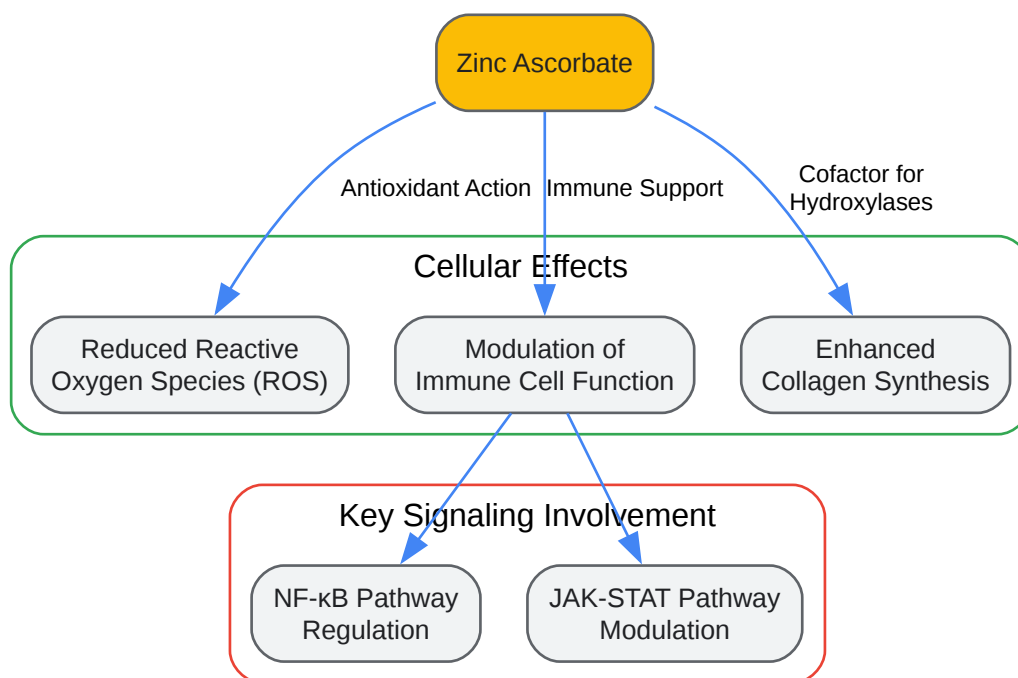 Zinc Ascorbate
Antioxidant Action
Immune Support
Cofactor for
Hydroxylases
Cellular Effects
Reduced Reactive
Oxygen Species (ROS)
Modulation of
Immune Cell Function
Enhanced
Collagen Synthesis
Key Signaling Involvement
NF-κB Pathway
Regulation
JAK-STAT Pathway
Modulation